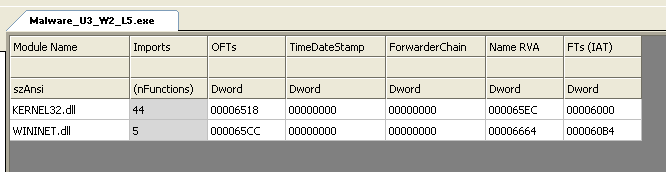 Malware_U3_W2_L5.exe
Module Name Imports OFTs TimeDateStamp ForwarderChain Name RVA FTs (IAT)
szAnsi (nFunctions) Dword Dword Dword Dword Dword
KERNEL32.dll 44 00006518 00000000 00000000 000065EC 00006000
WININET.dll 5 000065CC 00000000 00000000 00006664 000060B4